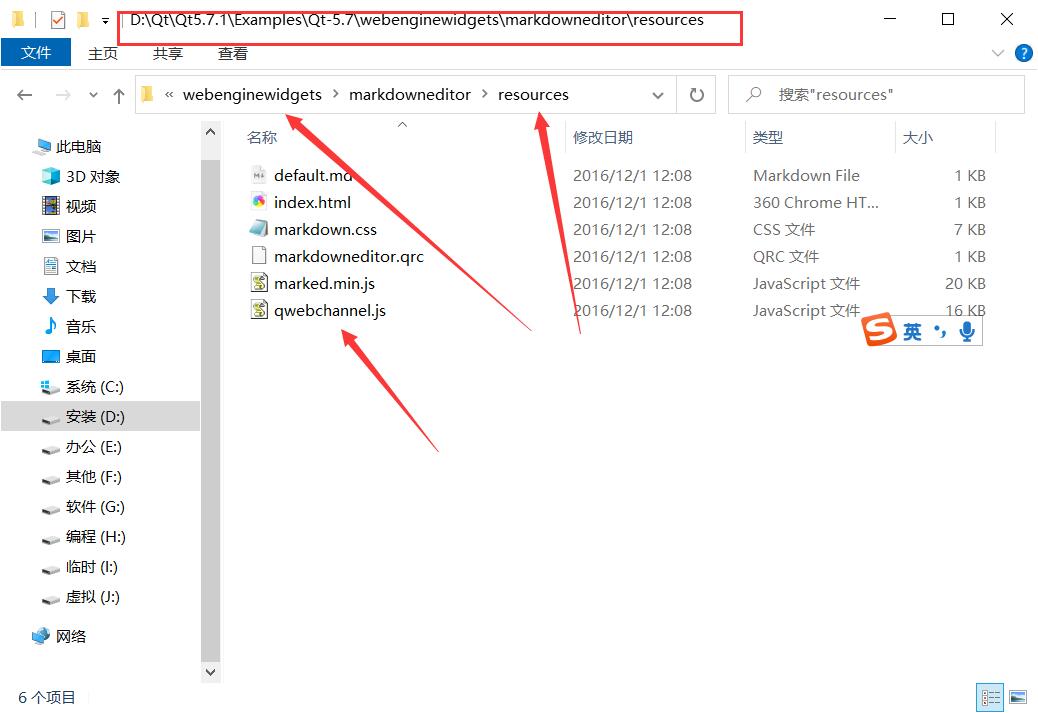 D:\Qt\Qt5.7.1\Examples\Qt-5.7\webenginewidgets\markdowneditor\resources
文件 主页 共享 查看 ?
« webenginewidgets › markdowneditor › resources 搜索"resources"
名称 修改日期 类型 大小
default.md 2016/12/1 12:08 Markdown File 1 KB
index.html 2016/12/1 12:08 360 Chrome HT... 1 KB
markdown.css 2016/12/1 12:08 CSS 文件 7 KB
markdowneditor.qrc 2016/12/1 12:08 QRC 文件 1 KB
marked.min.js 2016/12/1 12:08 JavaScript 文件 20 KB
qwebchannel.js 2016/12/1 12:08 JavaScript 文件 16 KB
英
此电脑
3D 对象
视频
图片
文档
下载
音乐
桌面
系统 (C:)
安装 (D:)
办公 (E:)
其他 (F:)
软件 (G:)
编程 (H:)
临时 (I:)
虚拟 (J:)
网络
6 个项目